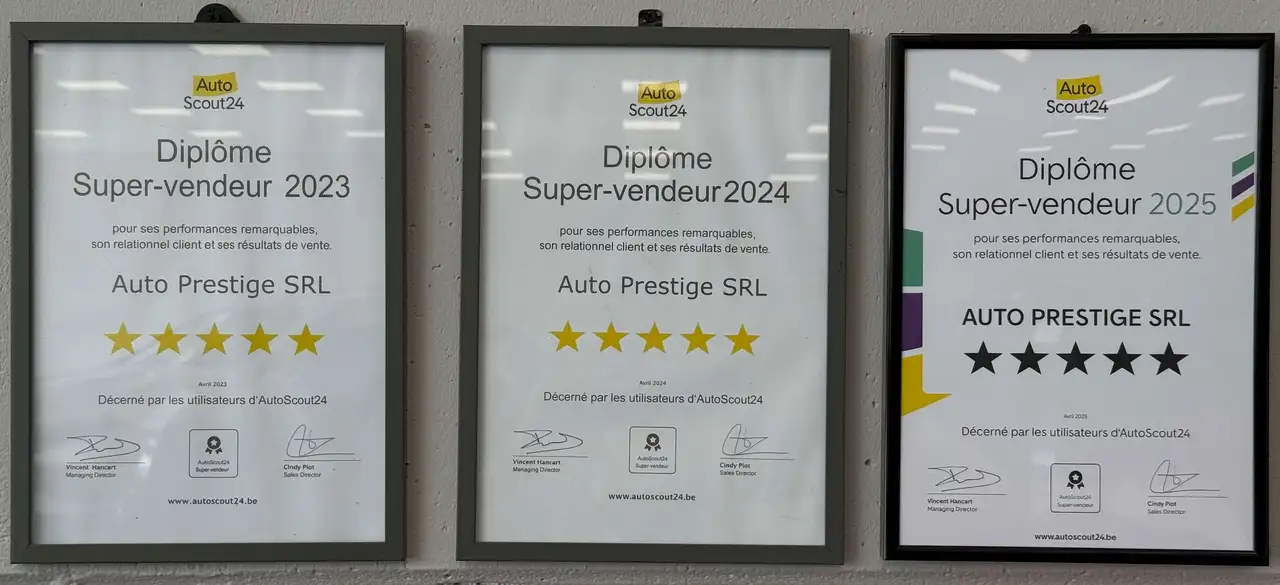 Auto
Scout24
Diplôme
Super-vendeur 2023
pour ses performances remarquables,
son relationnel client et ses résultats de vente.
Auto Prestige SRL
Avril 2023
Décerné par les utilisateurs d'AutoScout24
Vincent Hancart
Managing Director
AutoScout24
Super-vendeur
Cindy Piot
Sales Director
www.autoscout24.be
Auto
Scout24
Diplôme
Super-vendeur 2024
pour ses performances remarquables,
son relationnel client et ses résultats de vente.
Auto Prestige SRL
Avril 2024
Décerné par les utilisateurs d'AutoScout24
Vincent Hancart
Managing Director
AutoScout24
Super-vendeur
Cindy Piot
Sales Director
www.autoscout24.be
Auto
Scout24
Diplôme
Super-vendeur 2025
pour ses performances remarquables,
son relationnel client et ses résultats de vente.
AUTO PRESTIGE SRL
Avril 2025
Décerné par les utilisateurs d'AutoScout24
Vincent Hancart
Managing Director
AutoScout24
Super-vendeur
Cindy Piot
Sales Director
www.autoscout24.be